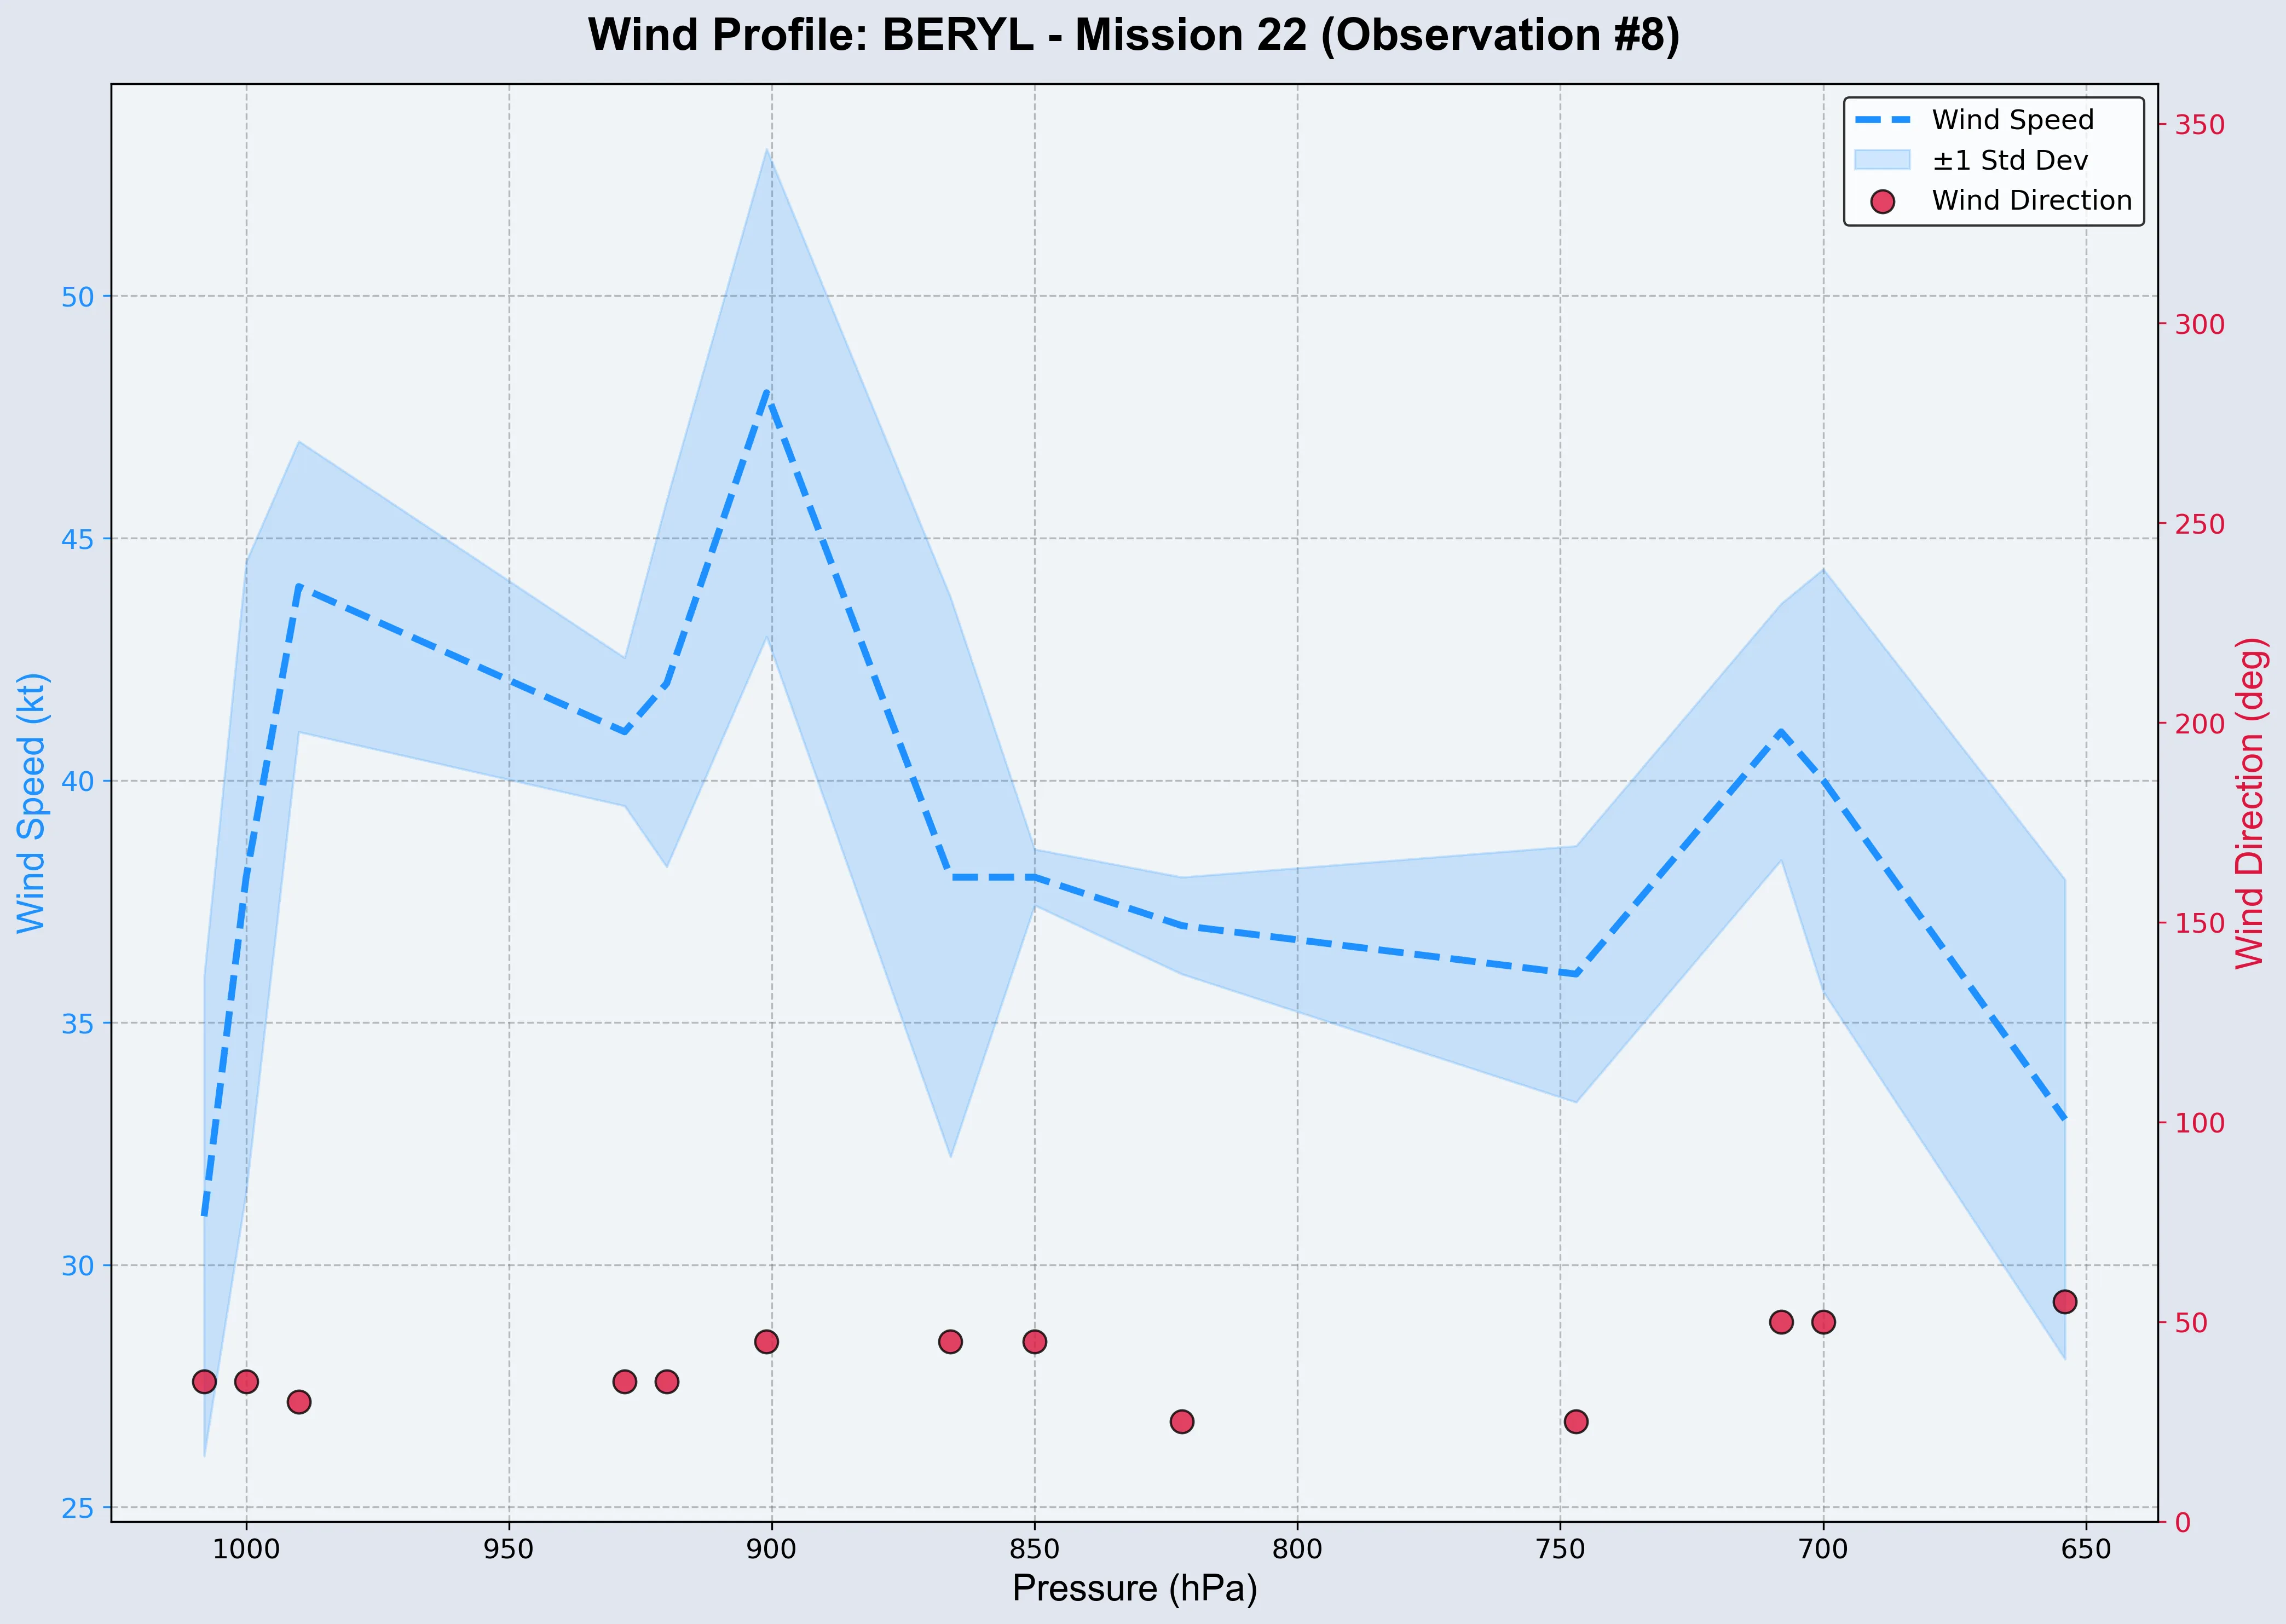 Wind Profile: BERYL - Mission 22 (Observation #8)
Wind Speed
±1 Std Dev
Wind Direction
50
45
40
35
30
25
Wind Speed (kt)
350
300
250
200
150
100
50
0
Wind Direction (deg)
1000 950 900 850 800 750 700 650
Pressure (hPa)